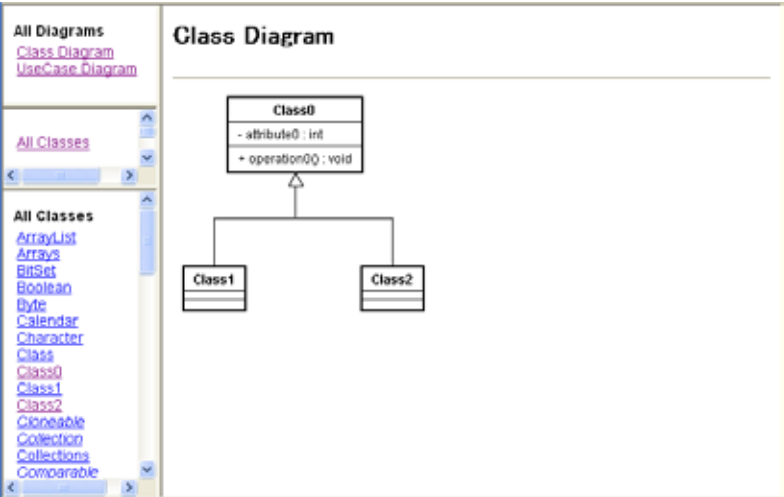 All Diagrams
Class Diagram
UseCase Diagram
All Classes
All Classes
ArrayList
Arrays
BitSet
Boolean
Byte
Calendar
Character
Class
Class0
Class1
Class2
Cloneable
Collection
Collections
Comparable
Class Diagram
Class0
- attribute0 : int
+ operation0() : void
Class1
Class2